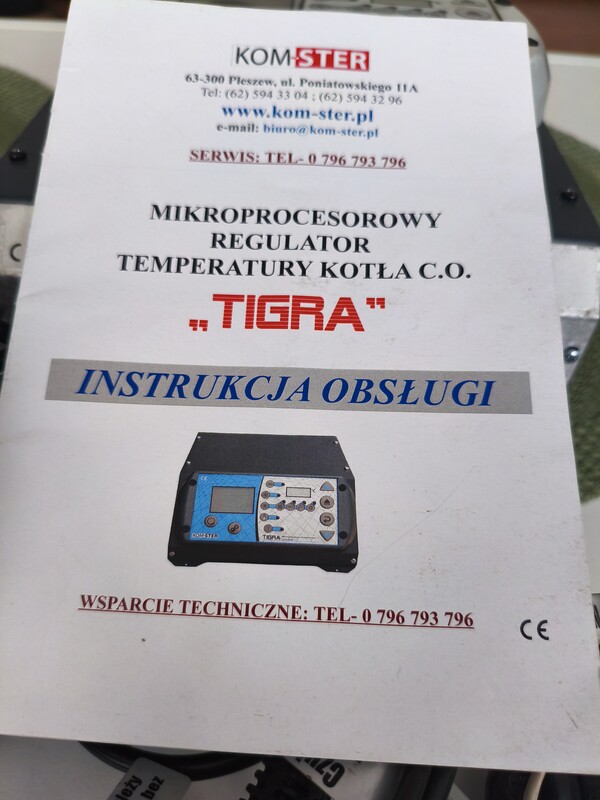 KOM-STER
63-300 Pleszew, ul. Poniatowskiego 11A
Tel: (62) 594 33 04 ; (62) 594 32 96
www.kom-ster.pl
e-mail: biuro@kom-ster.pl
SERWIS: TEL- 0 796 793 796
MIKROPROCESOROWY
REGULATOR
TEMPERATURY KOTŁA C.O.
„TIGRA”
INSTRUKCJA OBSŁUGI
KOM-STER
TIGRA
WSPARCIE TECHNICZNE: TEL- 0 796 793 796
CE
bez